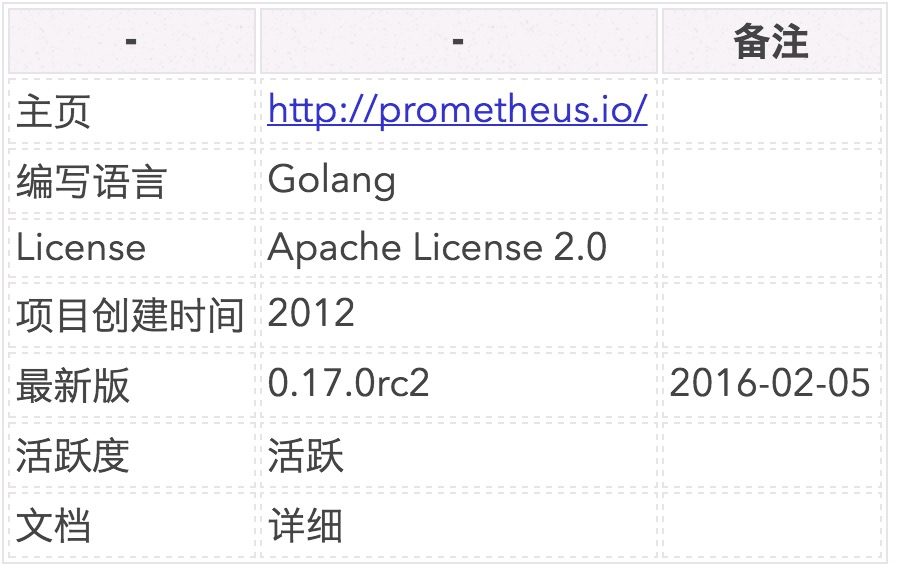 - - 备注
主页 http://prometheus.io/
编写语言 Golang
License Apache License 2.0
项目创建时间 2012
最新版 0.17.0rc2 2016-02-05
活跃度 活跃
文档 详细